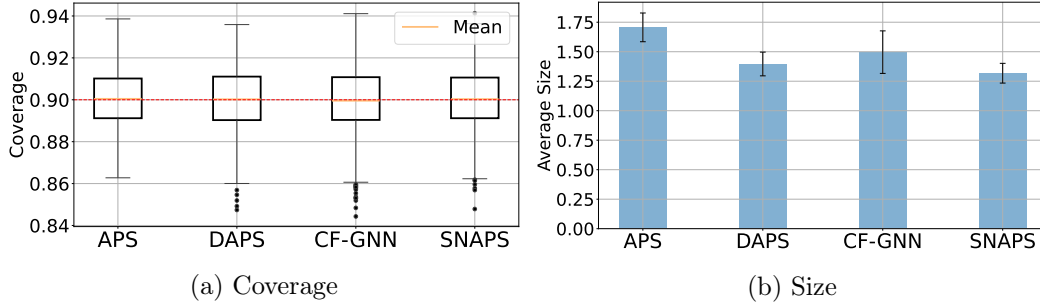 0.94
0.92
0.90
0.88
0.86
0.84
Coverage
Mean
APS DAPS CF-GNN SNAPS
(a) Coverage
1.75
1.50
1.25
1.00
0.75
0.50
0.25
0.00
Average Size
APS DAPS CF-GNN SNAPS
(b) Size